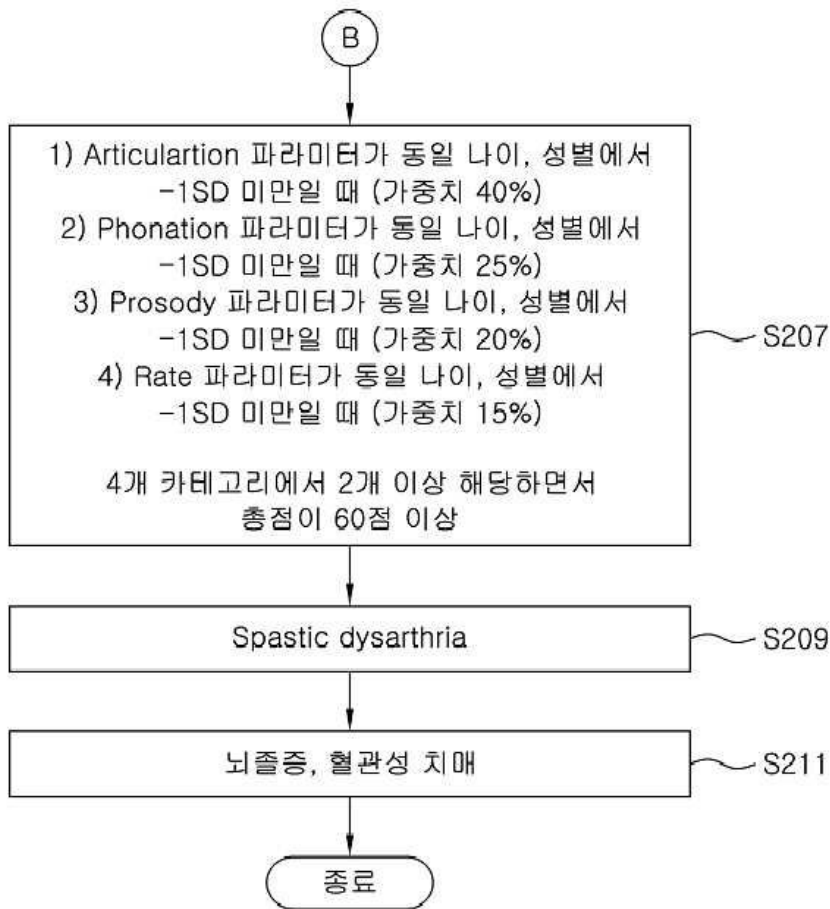 B
1) Articulartion 파라미터가 동일 나이, 성별에서
-1SD 미만일 때 (가중치 40%)
2) Phonation 파라미터가 동일 나이, 성별에서
-1SD 미만일 때 (가중치 25%)
3) Prosody 파라미터가 동일 나이, 성별에서
-1SD 미만일 때 (가중치 20%)
4) Rate 파라미터가 동일 나이, 성별에서
-1SD 미만일 때 (가중치 15%)
4개 카테고리에서 2개 이상 해당하면서
총점이 60점 이상
S207
Spastic dysarthria
S209
뇌졸증, 혈관성 치매
S211
종료